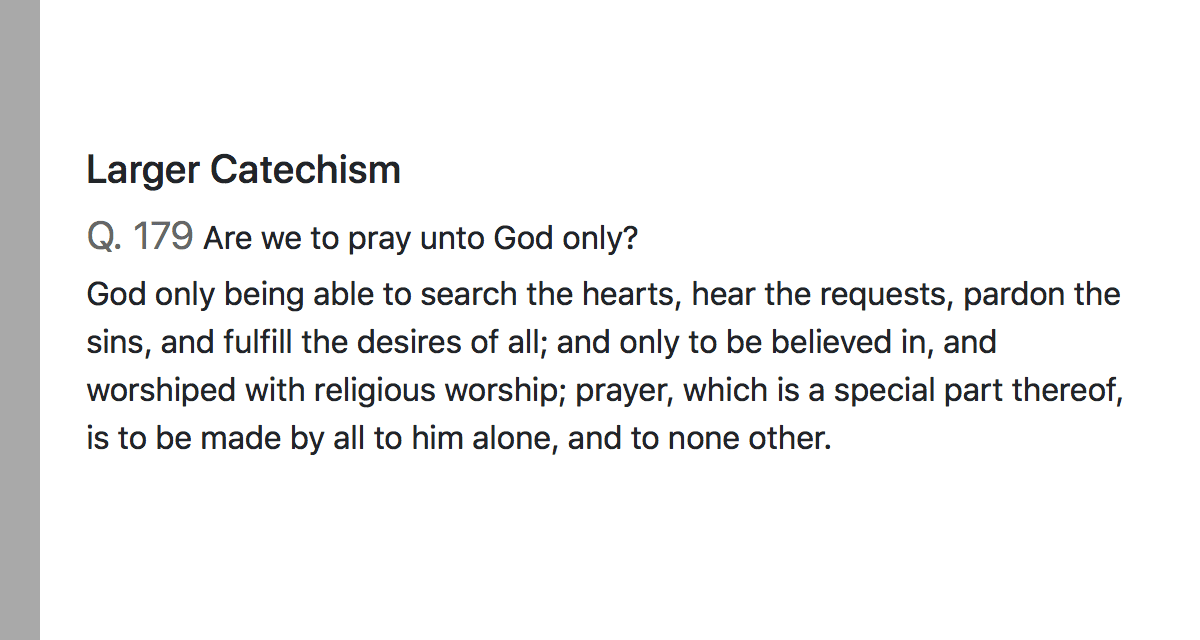 Larger Catechism
Q. 179 Are we to pray unto God only?
God only being able to search the hearts, hear the requests, pardon the
sins, and fulfill the desires of all; and only to be believed in, and
worshiped with religious worship; prayer, which is a special part thereof,
is to be made by all to him alone, and to none other.